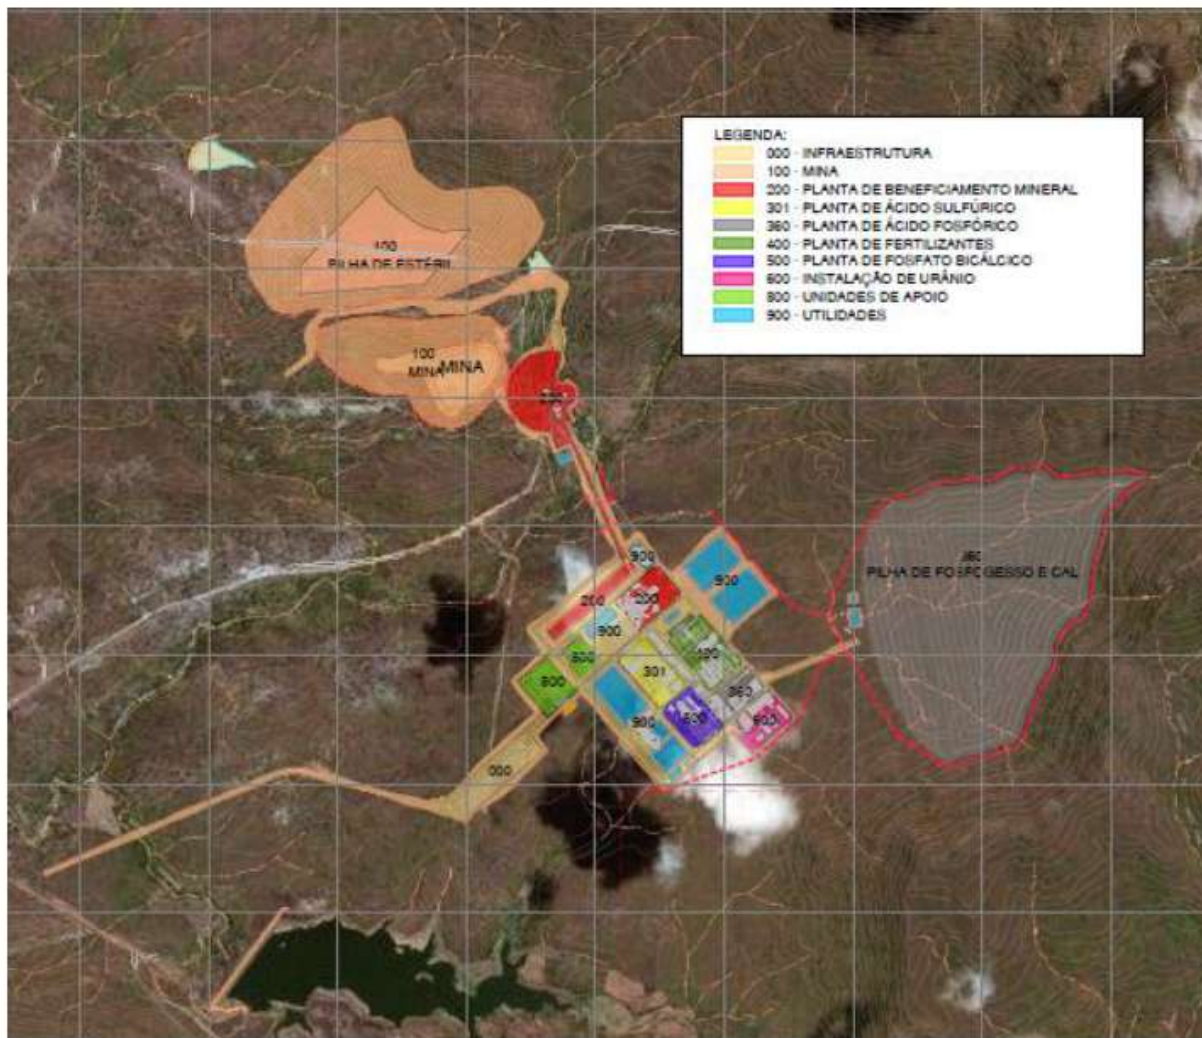 LEGENDA:
000 - INFRAESTRUTURA
100 - MINA
200 - PLANTA DE BENEFICIAMENTO MINERAL
301 - PLANTA DE ÁCIDO SULFÚRICO
360 - PLANTA DE ÁCIDO FOSFÓRICO
400 - PLANTA DE FERTILIZANTES
500 - PLANTA DE FOSFATO BICÁLCICO
600 - INSTALAÇÃO DE URÂNIO
800 - UNIDADES DE APOIO
900 - UTILIDADES
100
PILHA DE ESTÉRIL
100
MINA
MINA
200
360
PILHA DE FOSFOGESSO E CAL
900
900
200
200
900
800
400
301
800
360
900
500
600
000